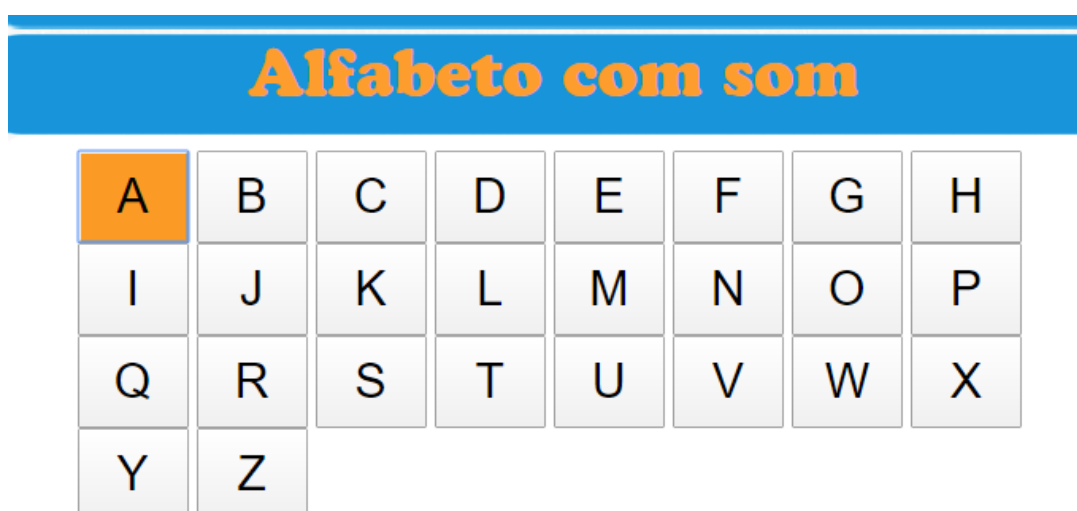 Alfabeto com som
A B C D E F G H
I J K L M N O P
Q R S T U V W X
Y Z